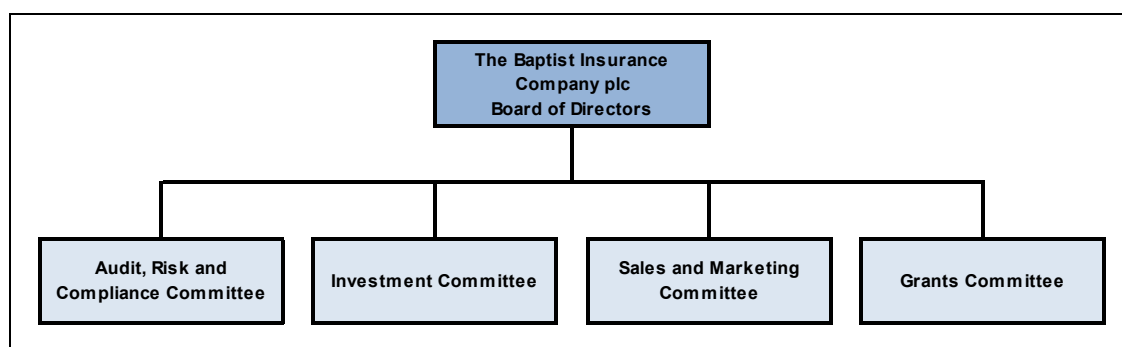 The Baptist Insurance
Company plc
Board of Directors
Audit, Risk and
Compliance Committee
Investment Committee
Sales and Marketing
Committee
Grants Committee